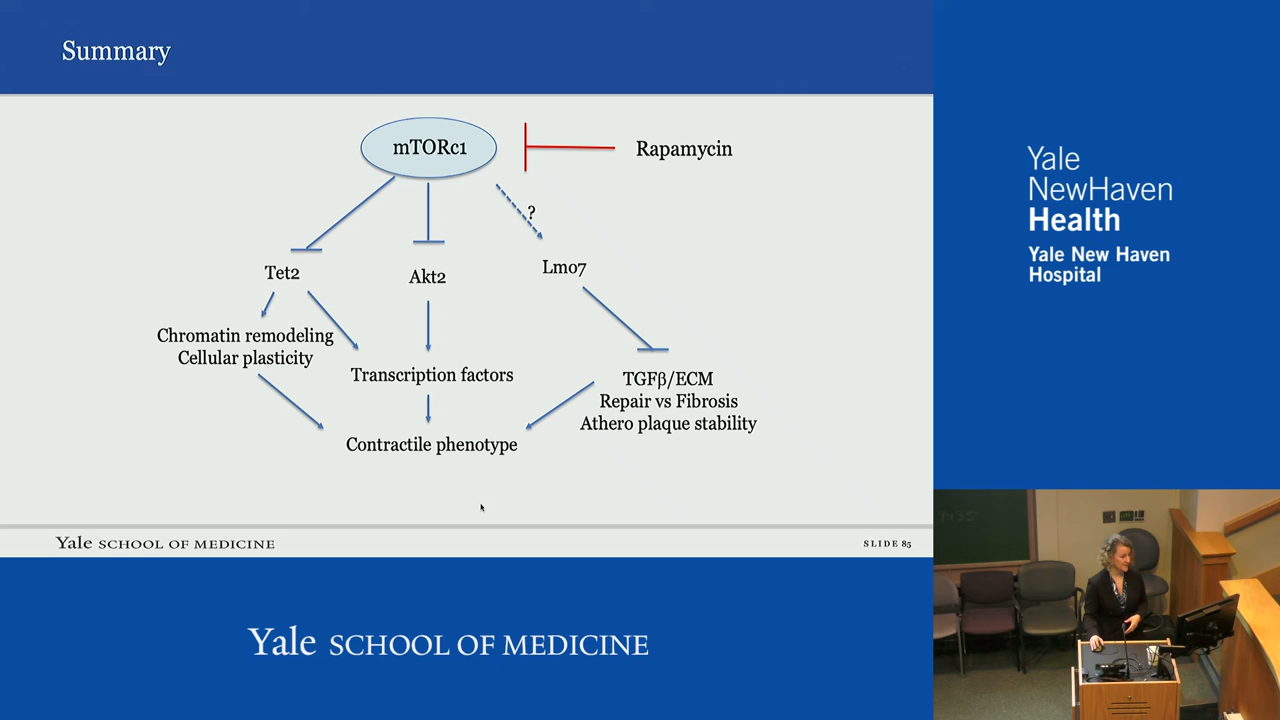 Summary
mTORc1
Rapamycin
?
Tet2
Akt2
Lmo7
Chromatin remodeling
Cellular plasticity
Transcription factors
TGFβ/ECM
Repair vs Fibrosis
Athero plaque stability
Contractile phenotype
Yale SCHOOL OF MEDICINE
SLIDE 85
Yale
NewHaven
Health
Yale New Haven
Hospital
Yale SCHOOL OF MEDICINE